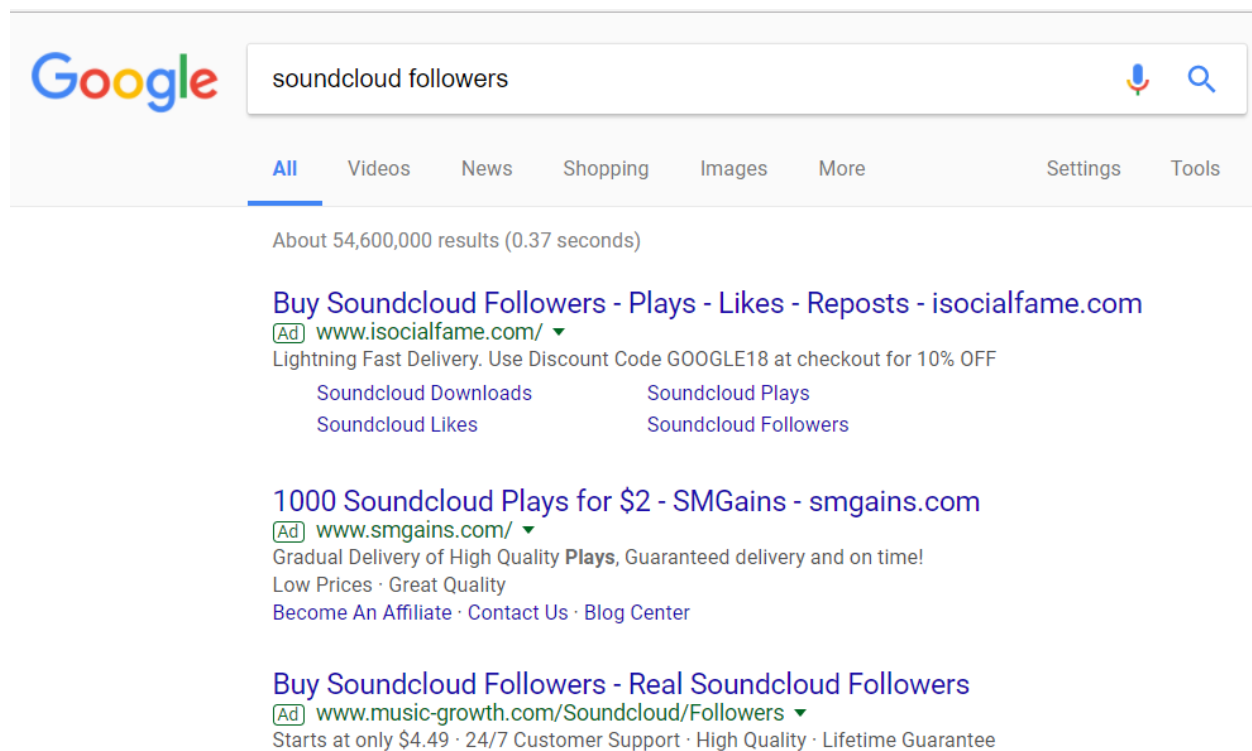 Google
soundcloud followers
All Videos News Shopping Images More Settings Tools
About 54,600,000 results (0.37 seconds)
Buy Soundcloud Followers - Plays - Likes - Reposts - isocialfame.com
Ad www.isocialfame.com/
Lightning Fast Delivery. Use Discount Code GOOGLE18 at checkout for 10% OFF
Soundcloud Downloads Soundcloud Plays
Soundcloud Likes Soundcloud Followers
1000 Soundcloud Plays for $2 - SMGains - smgains.com
Ad www.smgains.com/
Gradual Delivery of High Quality Plays, Guaranteed delivery and on time!
Low Prices · Great Quality
Become An Affiliate · Contact Us · Blog Center
Buy Soundcloud Followers - Real Soundcloud Followers
Ad www.music-growth.com/Soundcloud/Followers
Starts at only $4.49 · 24/7 Customer Support · High Quality · Lifetime Guarantee